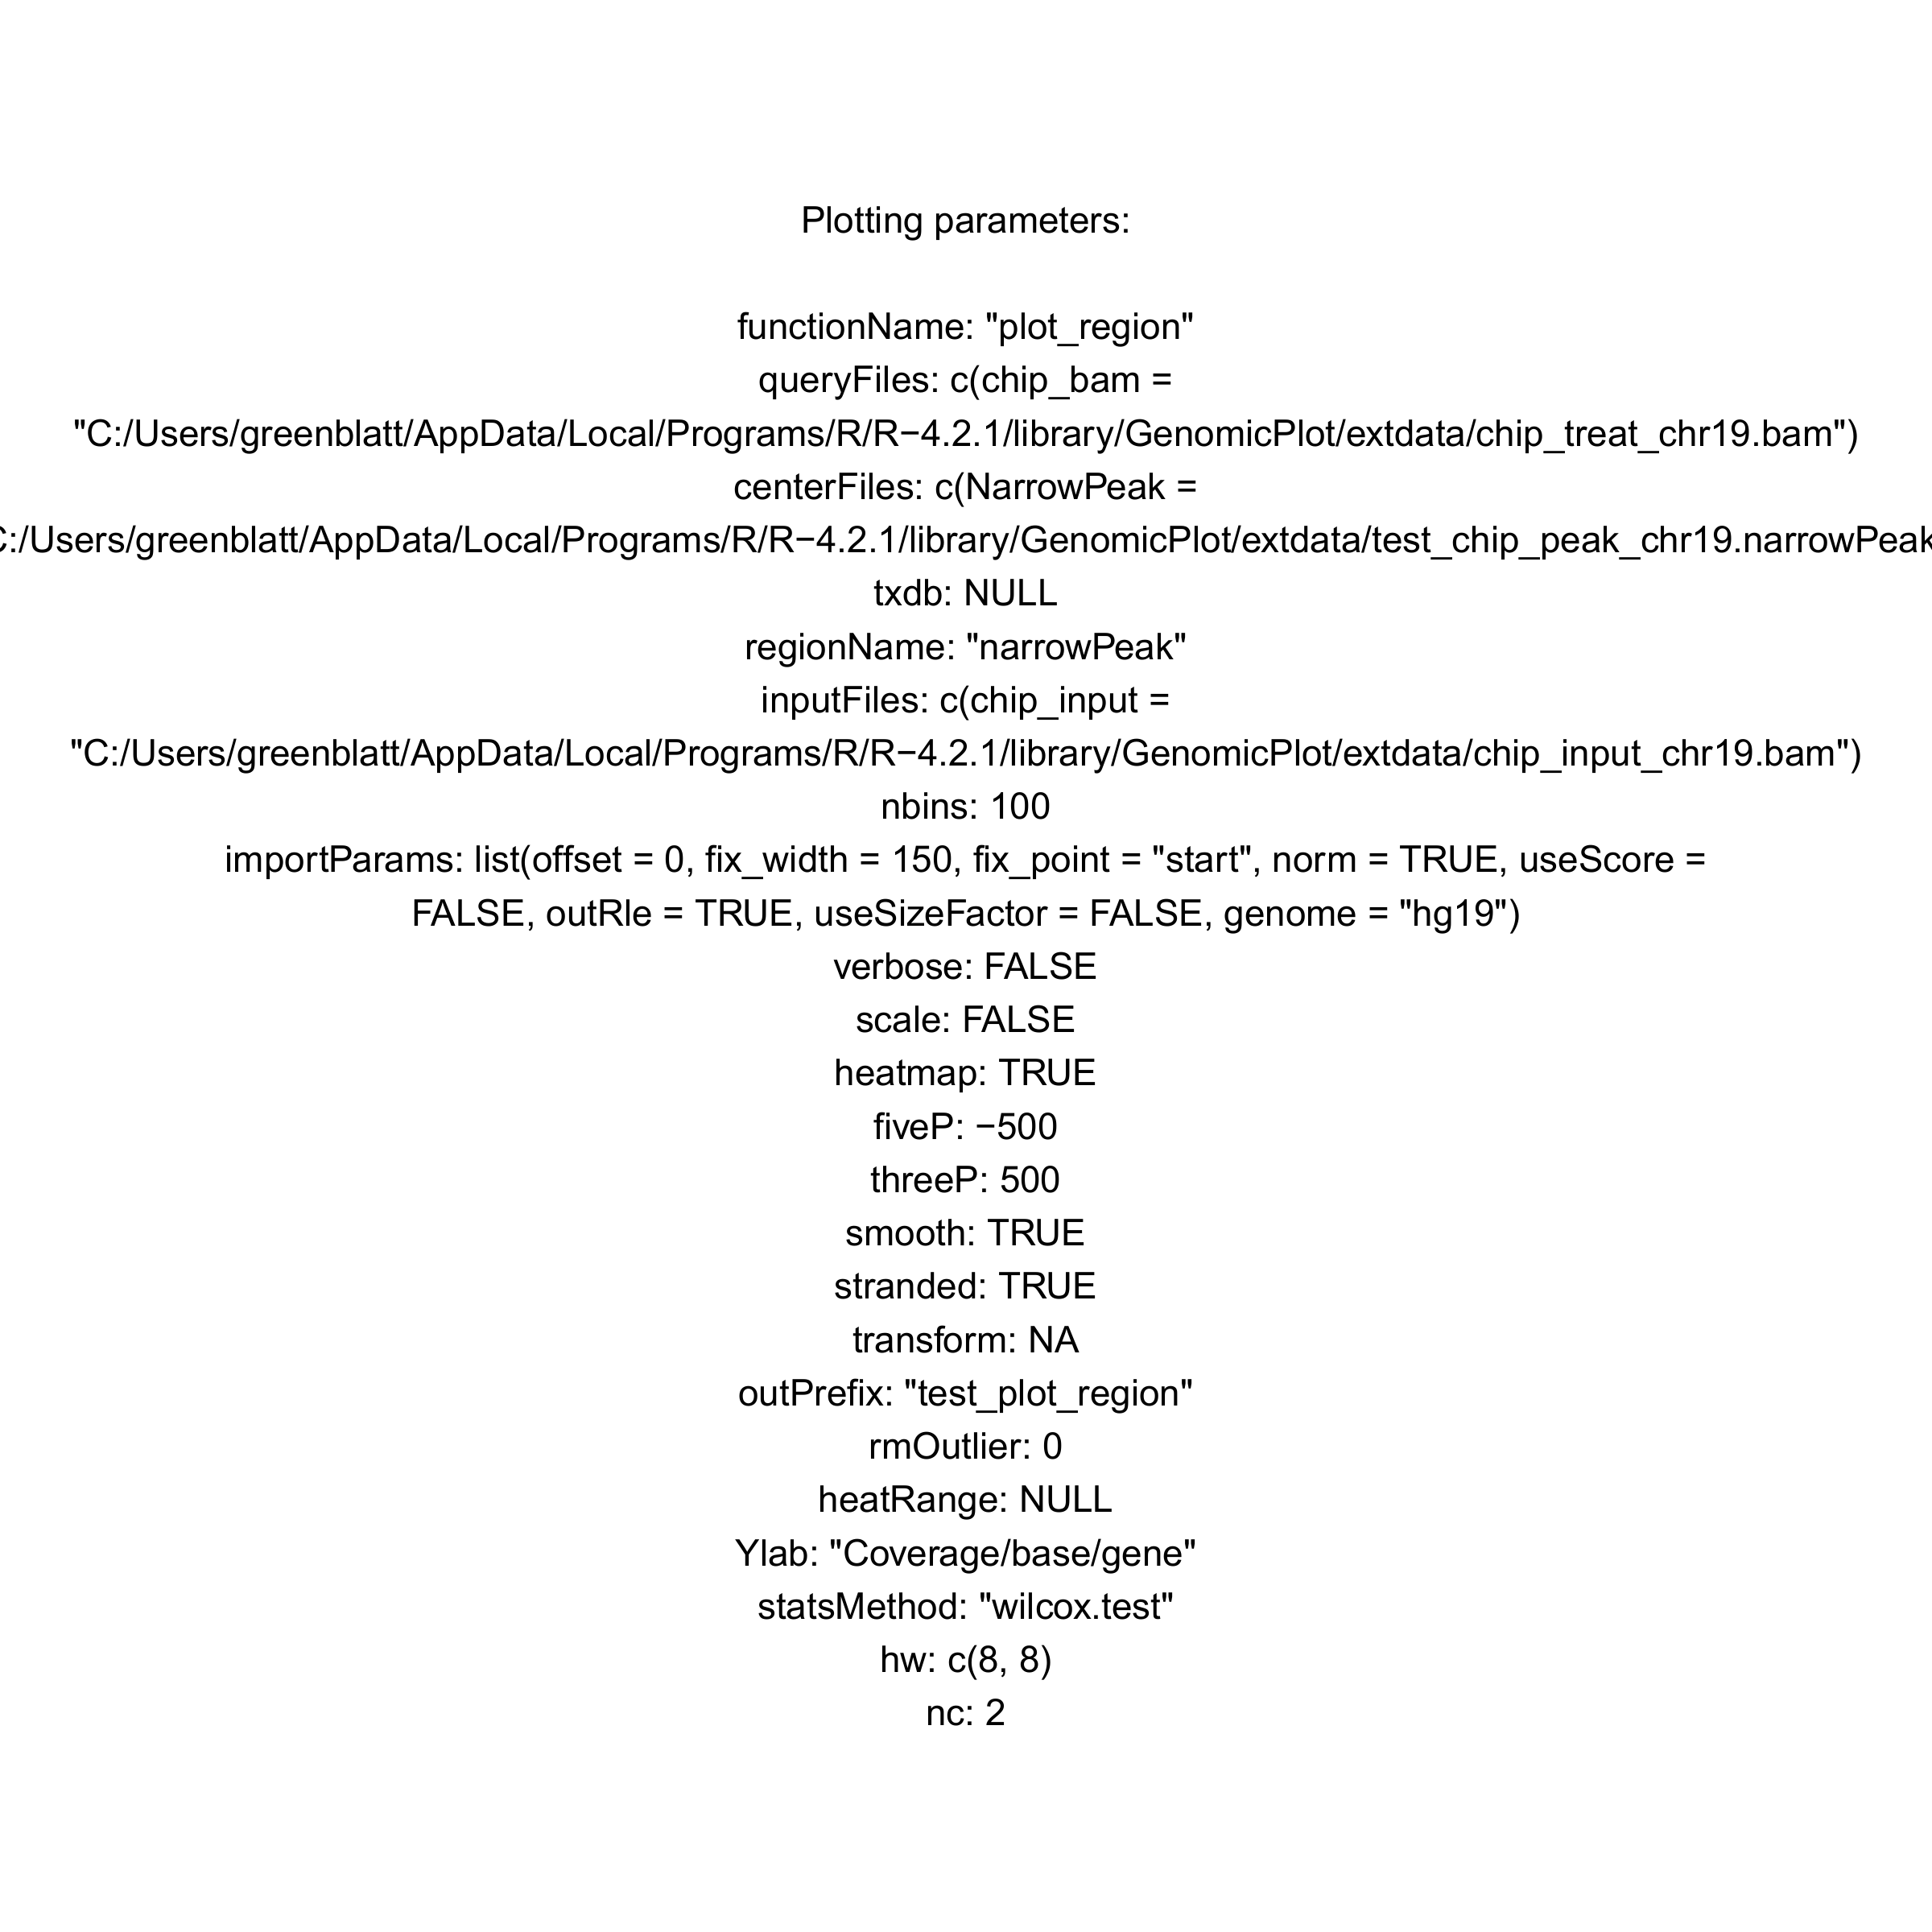 Plotting parameters:
functionName: "plot_region"
queryFiles: c(chip_bam =
"C:/Users/greenblatt/AppData/Local/Programs/R/R−4.2.1/library/GenomicPlot/extdata/chip_treat_chr19.bam")
centerFiles: c(NarrowPeak =
C:/Users/greenblatt/AppData/Local/Programs/R/R−4.2.1/library/GenomicPlot/extdata/test_chip_peak_chr19.narrowPeak
txdb: NULL
regionName: "narrowPeak"
inputFiles: c(chip_input =
"C:/Users/greenblatt/AppData/Local/Programs/R/R−4.2.1/library/GenomicPlot/extdata/chip_input_chr19.bam")
nbins: 100
importParams: list(offset = 0, fix_width = 150, fix_point = "start", norm = TRUE, useScore =
FALSE, outRle = TRUE, useSizeFactor = FALSE, genome = "hg19")
verbose: FALSE
scale: FALSE
heatmap: TRUE
fiveP: −500
threeP: 500
smooth: TRUE
stranded: TRUE
transform: NA
outPrefix: "test_plot_region"
rmOutlier: 0
heatRange: NULL
Ylab: "Coverage/base/gene"
statsMethod: "wilcox.test"
hw: c(8, 8)
nc: 2